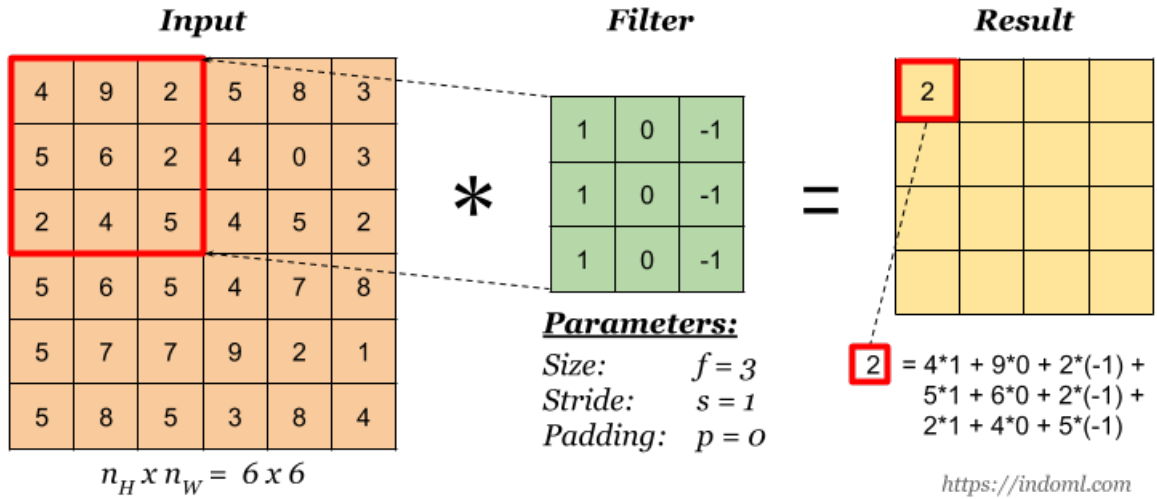 Input
Filter
Result
4 9 2 5 8 3
5 6 2 4 0 3
2 4 5 4 5 2
5 6 5 4 7 8
5 7 7 9 2 1
5 8 5 3 8 4
n_H x n_W = 6 x 6
*
1 0 -1
1 0 -1
1 0 -1
Parameters:
Size: f = 3
Stride: s = 1
Padding: p = 0
=
2
2 = 4*1 + 9*0 + 2*(-1) +
5*1 + 6*0 + 2*(-1) +
2*1 + 4*0 + 5*(-1)
https://indoml.com